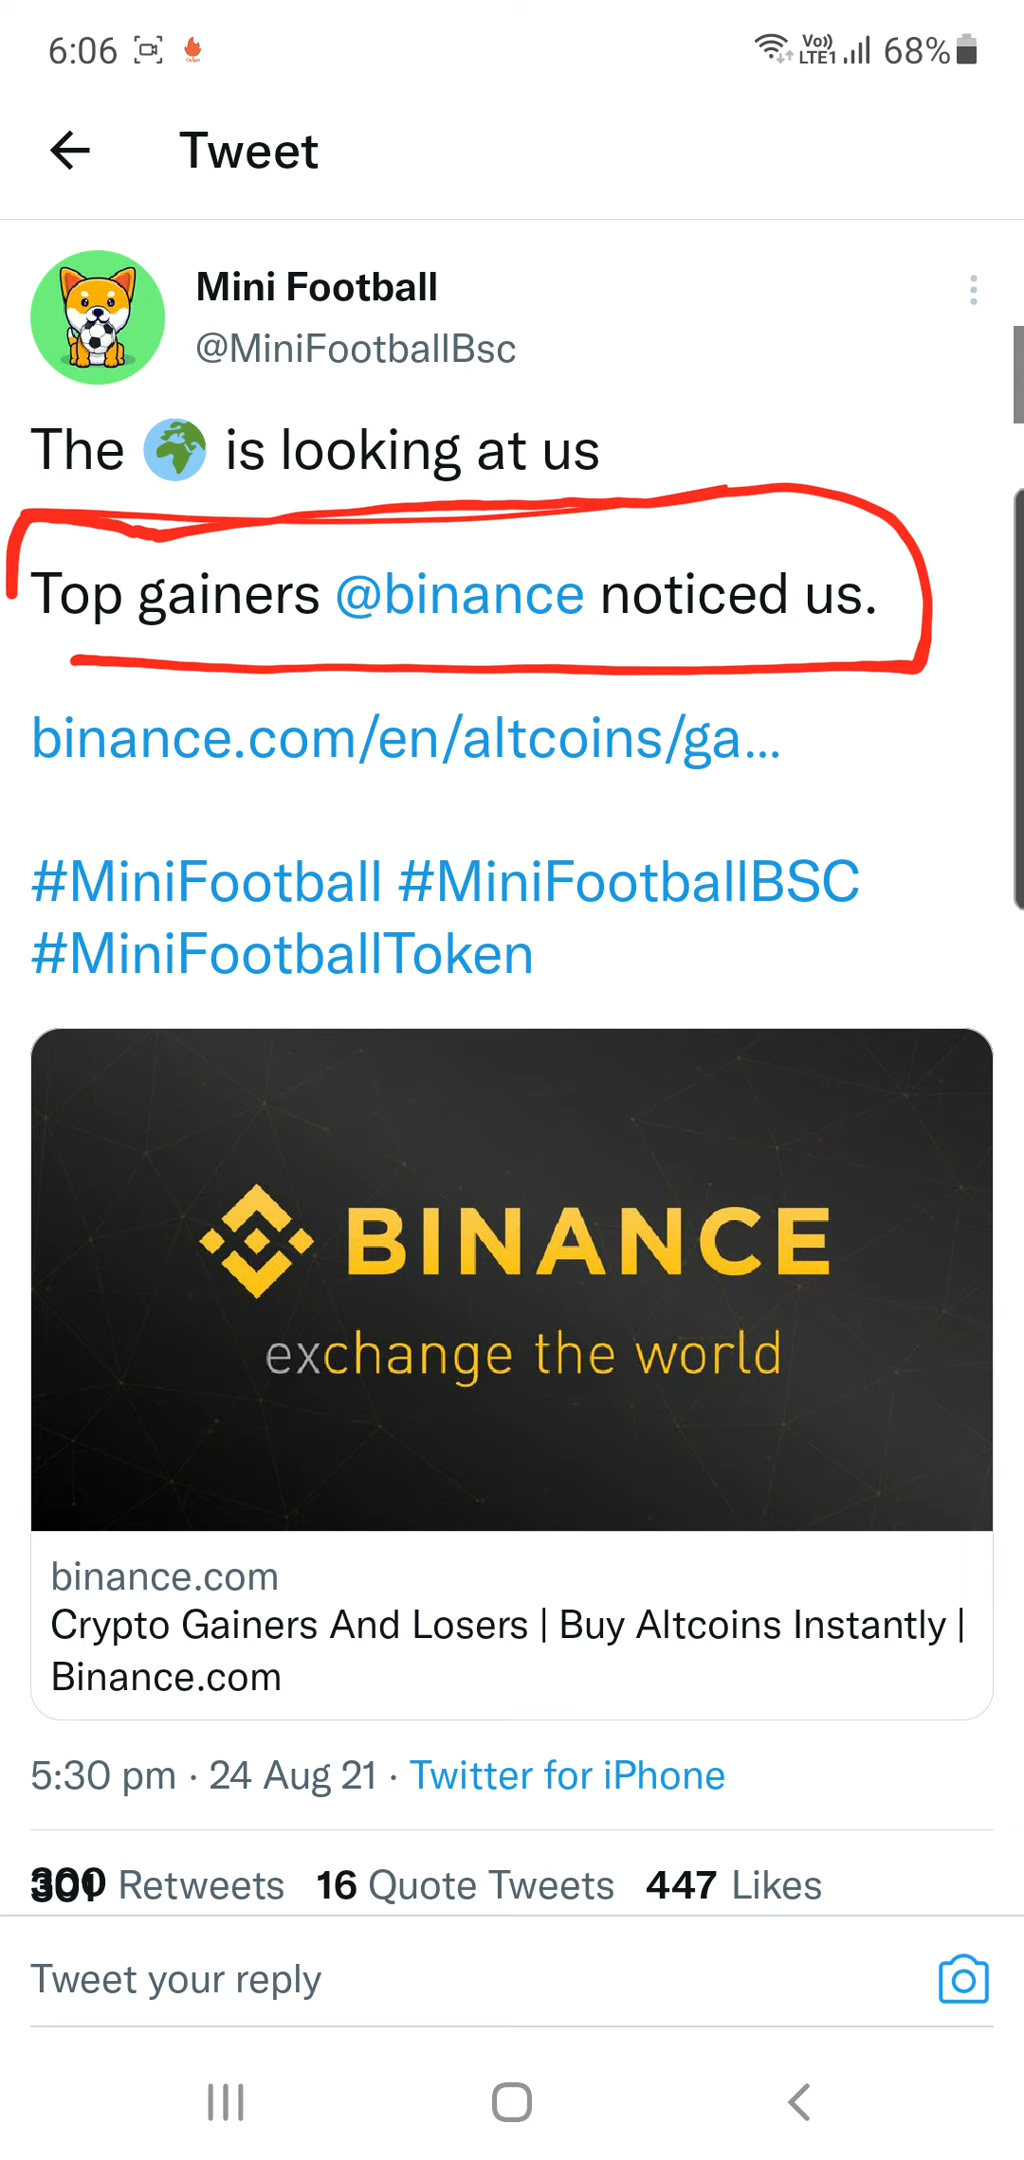 6:06
Vo)) LTE1 68%
Tweet
Mini Football
@MiniFootballBsc
The 🌍 is looking at us
Top gainers @binance noticed us.
binance.com/en/altcoins/ga...
#MiniFootball #MiniFootballBSC
#MiniFootballToken
BINANCE
exchange the world
binance.com
Crypto Gainers And Losers | Buy Altcoins Instantly |
Binance.com
5:30 pm · 24 Aug 21 · Twitter for iPhone
Retweets 16 Quote Tweets 447 Likes
Tweet your reply